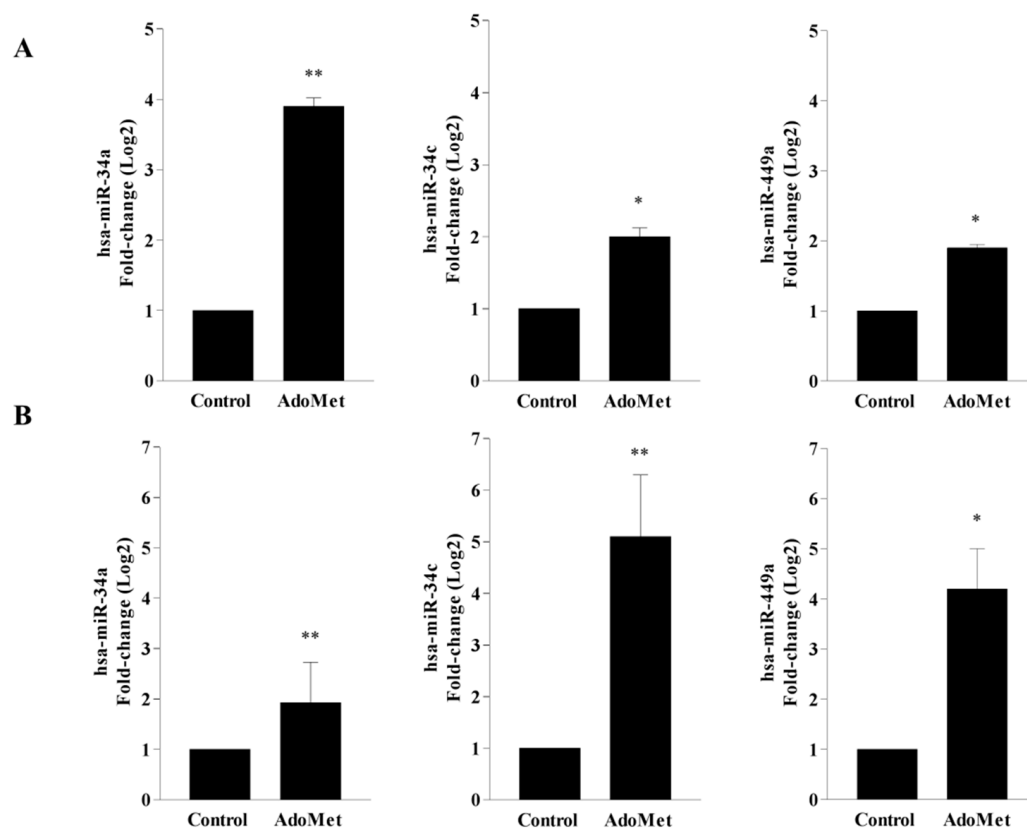 A
hsa-miR-34a
Fold-change (Log2)
5
4
3
2
1
0
**
Control AdoMet
hsa-miR-34c
Fold-change (Log2)
5
4
3
2
1
0
*
Control AdoMet
hsa-miR-449a
Fold-change (Log2)
5
4
3
2
1
0
*
Control AdoMet
B
hsa-miR-34a
Fold-change (Log2)
7
6
5
4
3
2
1
0
**
Control AdoMet
hsa-miR-34c
Fold-change (Log2)
7
6
5
4
3
2
1
0
**
Control AdoMet
hsa-miR-449a
Fold-change (Log2)
7
6
5
4
3
2
1
0
*
Control AdoMet